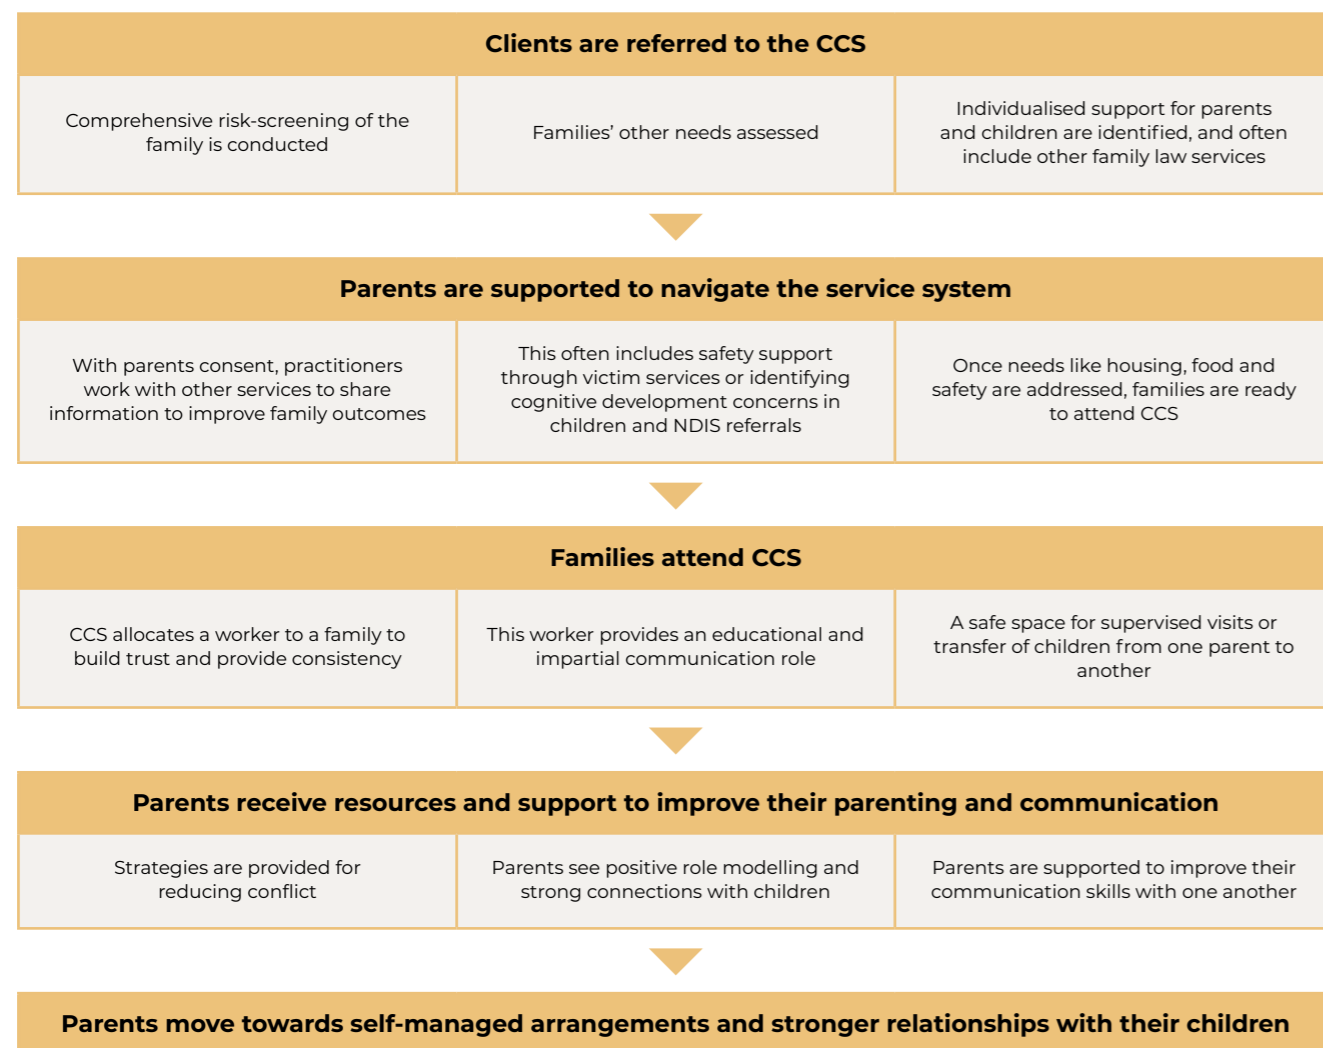 Clients are referred to the CCS
Comprehensive risk-screening of the
family is conducted
Families’ other needs assessed
Individualised support for parents
and children are identified, and often
include other family law services
Parents are supported to navigate the service system
With parents consent, practitioners
work with other services to share
information to improve family outcomes
This often includes safety support
through victim services or identifying
cognitive development concerns in
children and NDIS referrals
Once needs like housing, food and
safety are addressed, families are ready
to attend CCS
Families attend CCS
CCS allocates a worker to a family to
build trust and provide consistency
This worker provides an educational and
impartial communication role
A safe space for supervised visits or
transfer of children from one parent to
another
Parents receive resources and support to improve their parenting and communication
Strategies are provided for
reducing conflict
Parents see positive role modelling and
strong connections with children
Parents are supported to improve their
communication skills with one another
Parents move towards self-managed arrangements and stronger relationships with their children